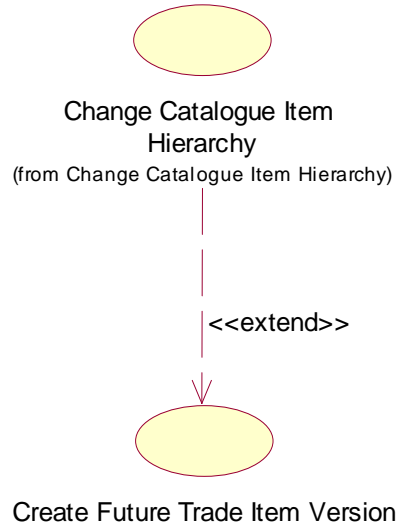 Change Catalogue Item
Hierarchy
(from Change Catalogue Item Hierarchy)
<<extend>>
Create Future Trade Item Version